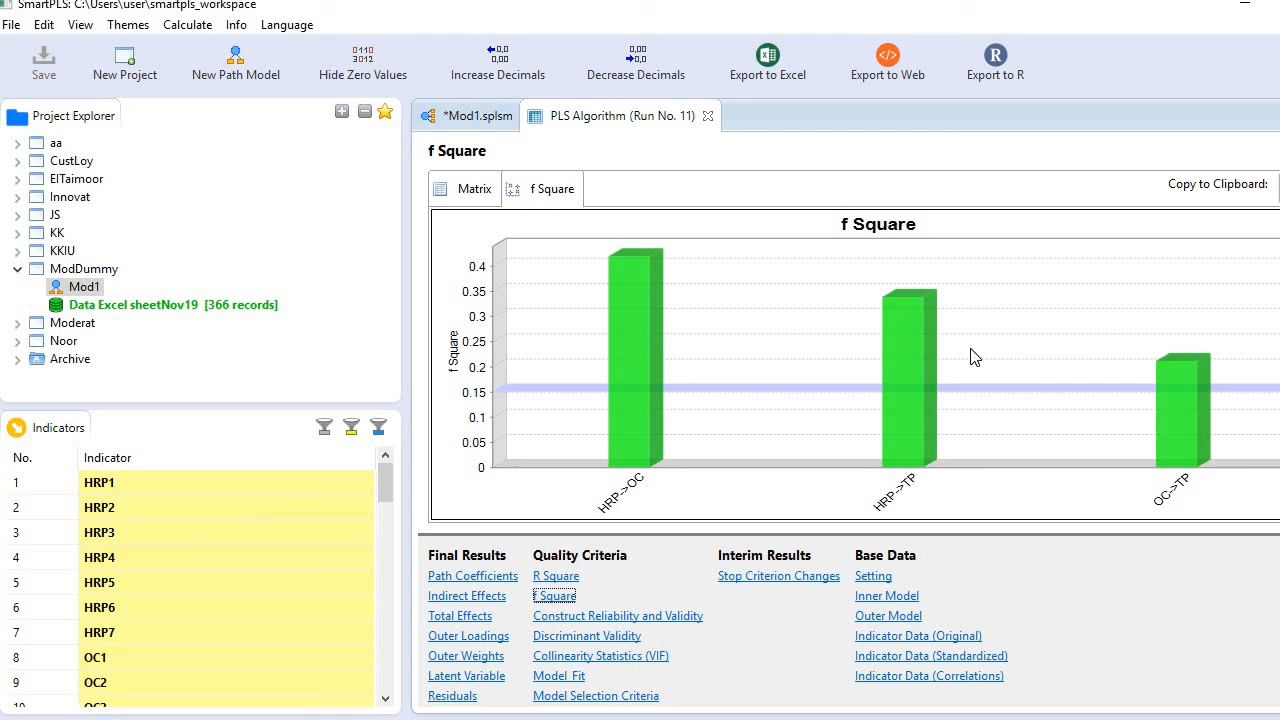 SmartPLS: C:\Users\user\smartpls_workspace
File Edit View Themes Calculate Info Language
Save New Project New Path Model Hide Zero Values Increase Decimals Decrease Decimals Export to Excel Export to Web Export to R
Project Explorer
aa
CustLoy
ElTaimoor
Innovat
JS
KK
KKIU
ModDummy
Mod1
Data Excel sheetNov19 [366 records]
Moderat
Noor
Archive
Indicators
No. Indicator
1 HRP1
2 HRP2
3 HRP3
4 HRP4
5 HRP5
6 HRP6
7 HRP7
8 OC1
9 OC2
10 OC3
*Mod1.splsm PLS Algorithm (Run No. 11)
f Square
Matrix f Square Copy to Clipboard:
f Square
f Square
0.4
0.35
0.3
0.25
0.2
0.15
0.1
0.05
0
HRP->OC HRP->TP OC->TP
Final Results Quality Criteria Interim Results Base Data
Path Coefficients R Square Stop Criterion Changes Setting
Indirect Effects f Square Inner Model
Total Effects Construct Reliability and Validity Outer Model
Outer Loadings Discriminant Validity Indicator Data (Original)
Outer Weights Collinearity Statistics (VIF) Indicator Data (Standardized)
Latent Variable Model_Fit Indicator Data (Correlations)
Residuals Model Selection Criteria